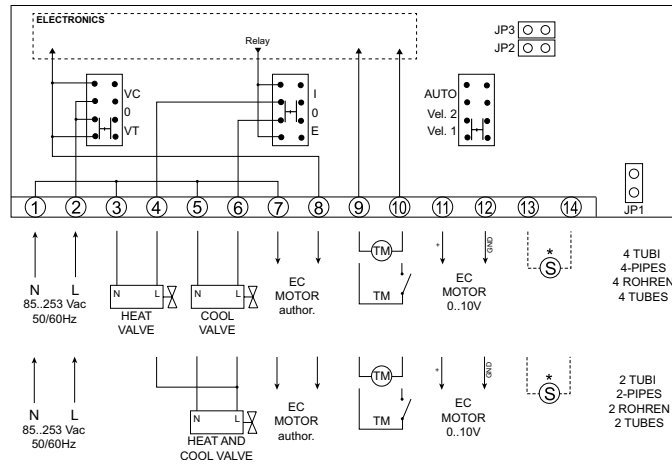 ELECTRONICS
Relay
JP3
JP2
VC
0
VT
I
0
E
AUTO
Vel. 2
Vel. 1
JP1
1 2 3 4 5 6 7 8 9 10 11 12 13 14
N L
85..253 Vac
50/60Hz
N L
HEAT
VALVE
N L
COOL
VALVE
EC
MOTOR
author.
TM
TM
+ GND
EC
MOTOR
0..10V
*
S
4 TUBI
4-PIPES
4 ROHREN
4 TUBES
N L
85..253 Vac
50/60Hz
N L
HEAT AND
COOL VALVE
EC
MOTOR
author.
TM
TM
+ GND
EC
MOTOR
0..10V
*
S
2 TUBI
2-PIPES
2 ROHREN
2 TUBES